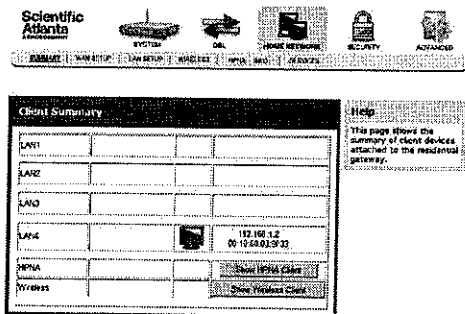 Scientific
Atlanta
SYSTEM
DSL
HOME NETWORK
SECURITY
ADVANCED
SUMMARY | WAN SETUP | LAN SETUP | WIRELESS | HPNA | DEVICES
Client Summary
Help
This page shows the
summary of client devices
attached to the residential
gateway.
LAN1
LAN2
LAN3
LAN4
192.168.1.2
HPNA
Show HPNA Client
Wireless
Show Wireless Client